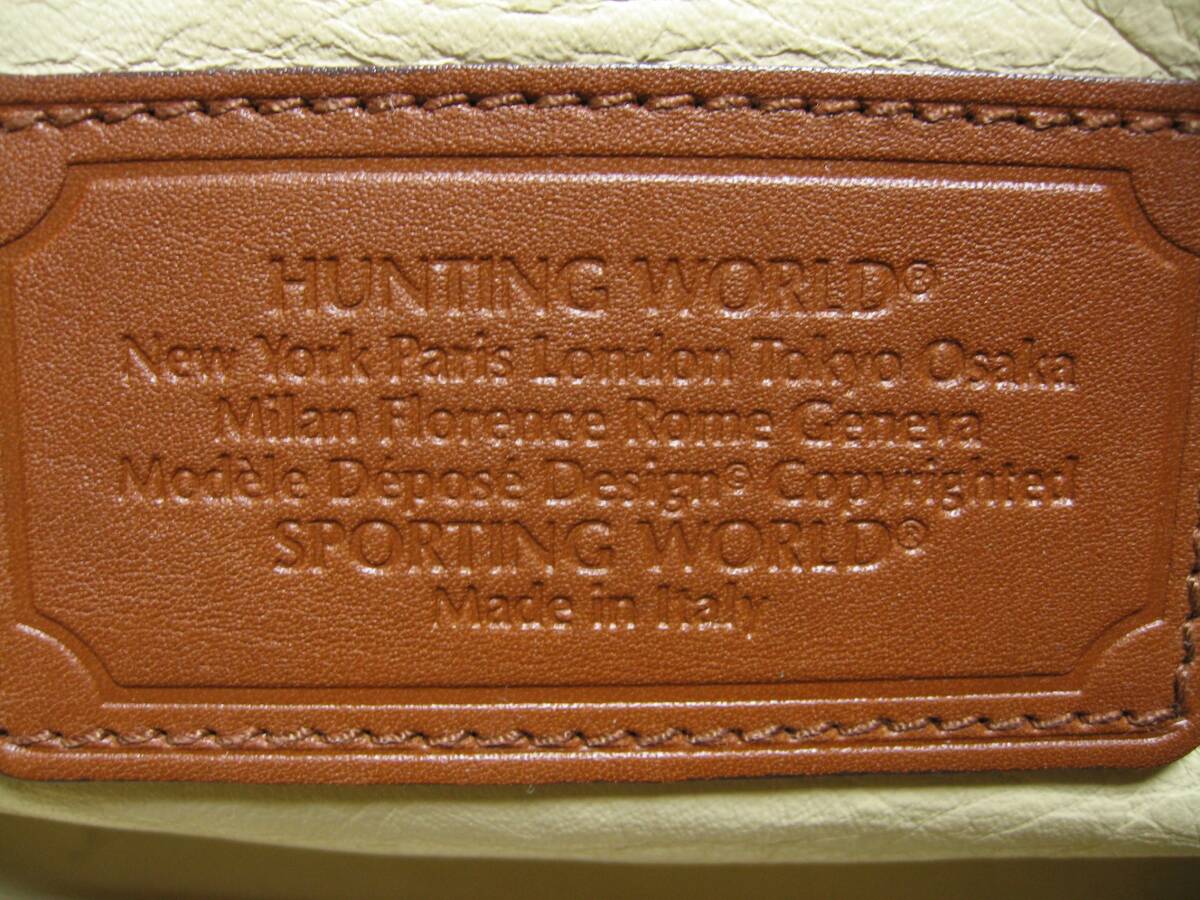 HUNTING WORLD®
New York Paris London Tokyo Osaka
Milan Florence Rome Geneva
Modèle Déposé Design® Copyrighted
SPORTING WORLD®
Made in Italy